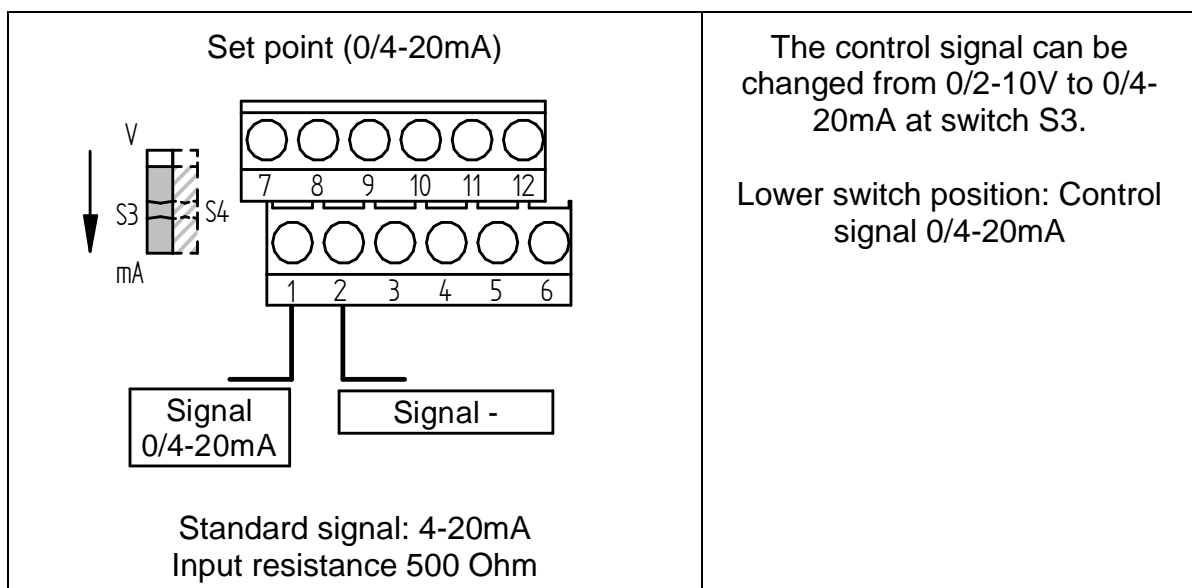 Set point (0/4-20mA)
V
S3
S4
mA
7 8 9 10 11 12
1 2 3 4 5 6
Signal
0/4-20mA
Signal -
Standard signal: 4-20mA
Input resistance 500 Ohm
The control signal can be
changed from 0/2-10V to 0/4-
20mA at switch S3.
Lower switch position: Control
signal 0/4-20mA